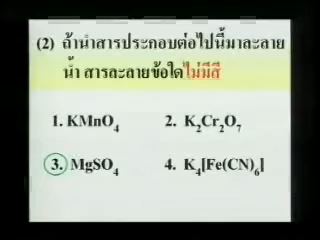 (2) ถ้านำสารประกอบต่อไปนี้มาละลาย
น้ำ สารละลายข้อใดไม่มีสี
1. KMnO₄ 2. K₂Cr₂O₇
3. MgSO₄ 4. K₄[Fe(CN)₆]